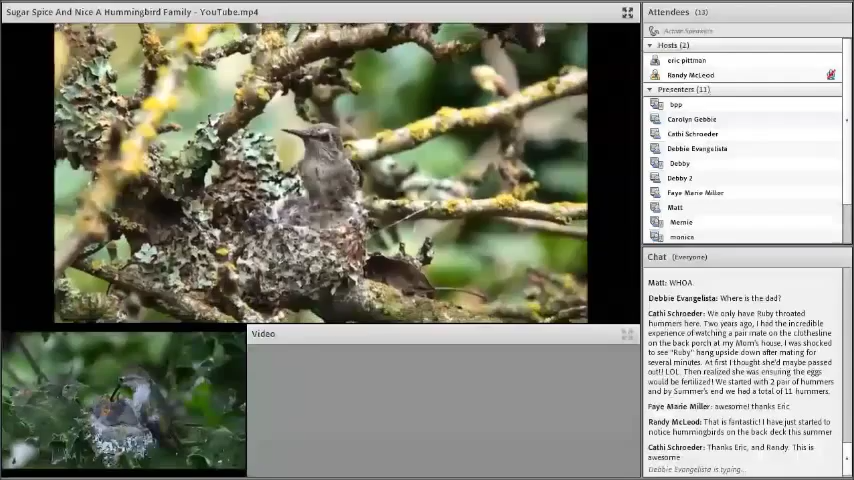 Sugar Spice And Nice A Hummingbird Family - YouTube.mp4
Video
Attendees (13)
Active Speakers
Hosts (2)
eric pittman
Randy McLeod
Presenters (11)
bpp
Carolyn Gebbie
Cathi Schroeder
Debbie Evangelista
Debby
Debby 2
Faye Marie Miller
Matt
Mernie
monica
Chat (Everyone)
Matt: WHOA
Debbie Evangelista: Where is the dad?
Cathi Schroeder: We only have Ruby throated
hummers here. Two years ago, I had the incredible
experience of watching a pair mate on the clothesline
on the back porch at my Mom's house, I was shocked
to see "Ruby" hang upside down after mating for
several minutes. At first I thought she'd maybe passed
out!! LOL. Then realized she was ensuring the eggs
would be fertilized! We started with 2 pair of hummers
and by Summer's end we had a total of 11 hummers.
Faye Marie Miller: awesome! thanks Eric
Randy McLeod: That is fantastic! I have just started to
notice hummingbirds on the back deck this summer
Cathi Schroeder: Thanks Eric, and Randy. This is
awesome
Debbie Evangelista is typing...